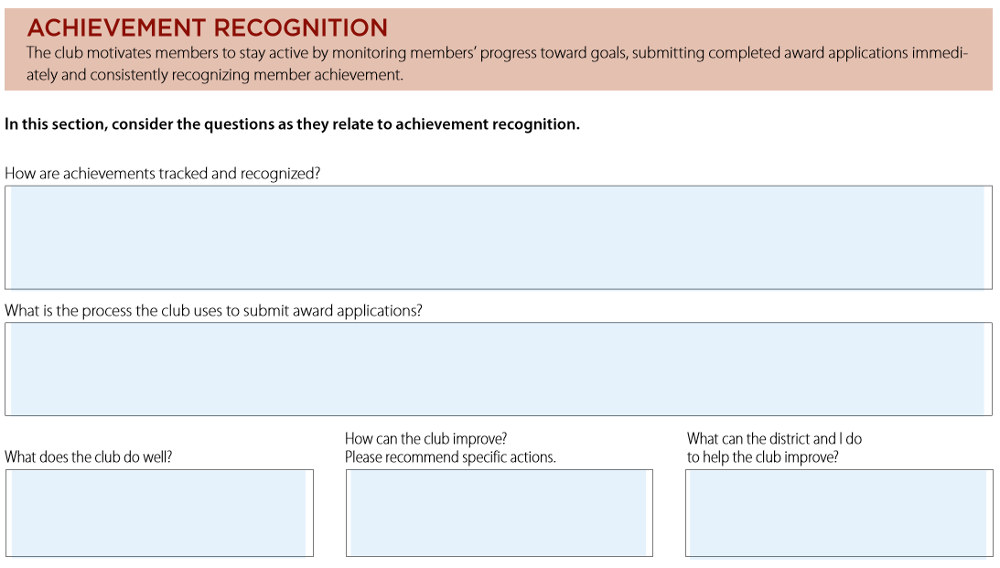 ACHIEVEMENT RECOGNITION
The club motivates members to stay active by monitoring members’ progress toward goals, submitting completed award applications immedi-
ately and consistently recognizing member achievement.
In this section, consider the questions as they relate to achievement recognition.
How are achievements tracked and recognized?
What is the process the club uses to submit award applications?
What does the club do well?
How can the club improve?
Please recommend specific actions.
What can the district and I do
to help the club improve?